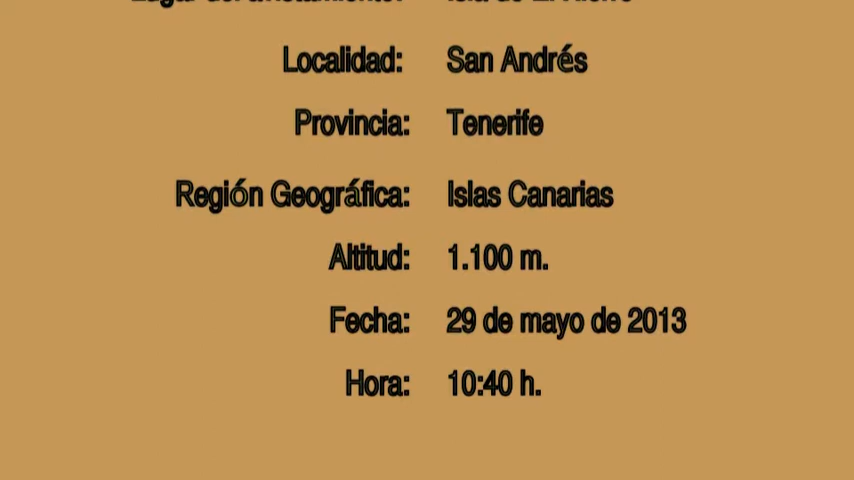 Localidad: San Andrés
Provincia: Tenerife
Región Geográfica: Islas Canarias
Altitud: 1.100 m.
Fecha: 29 de mayo de 2013
Hora: 10:40 h.